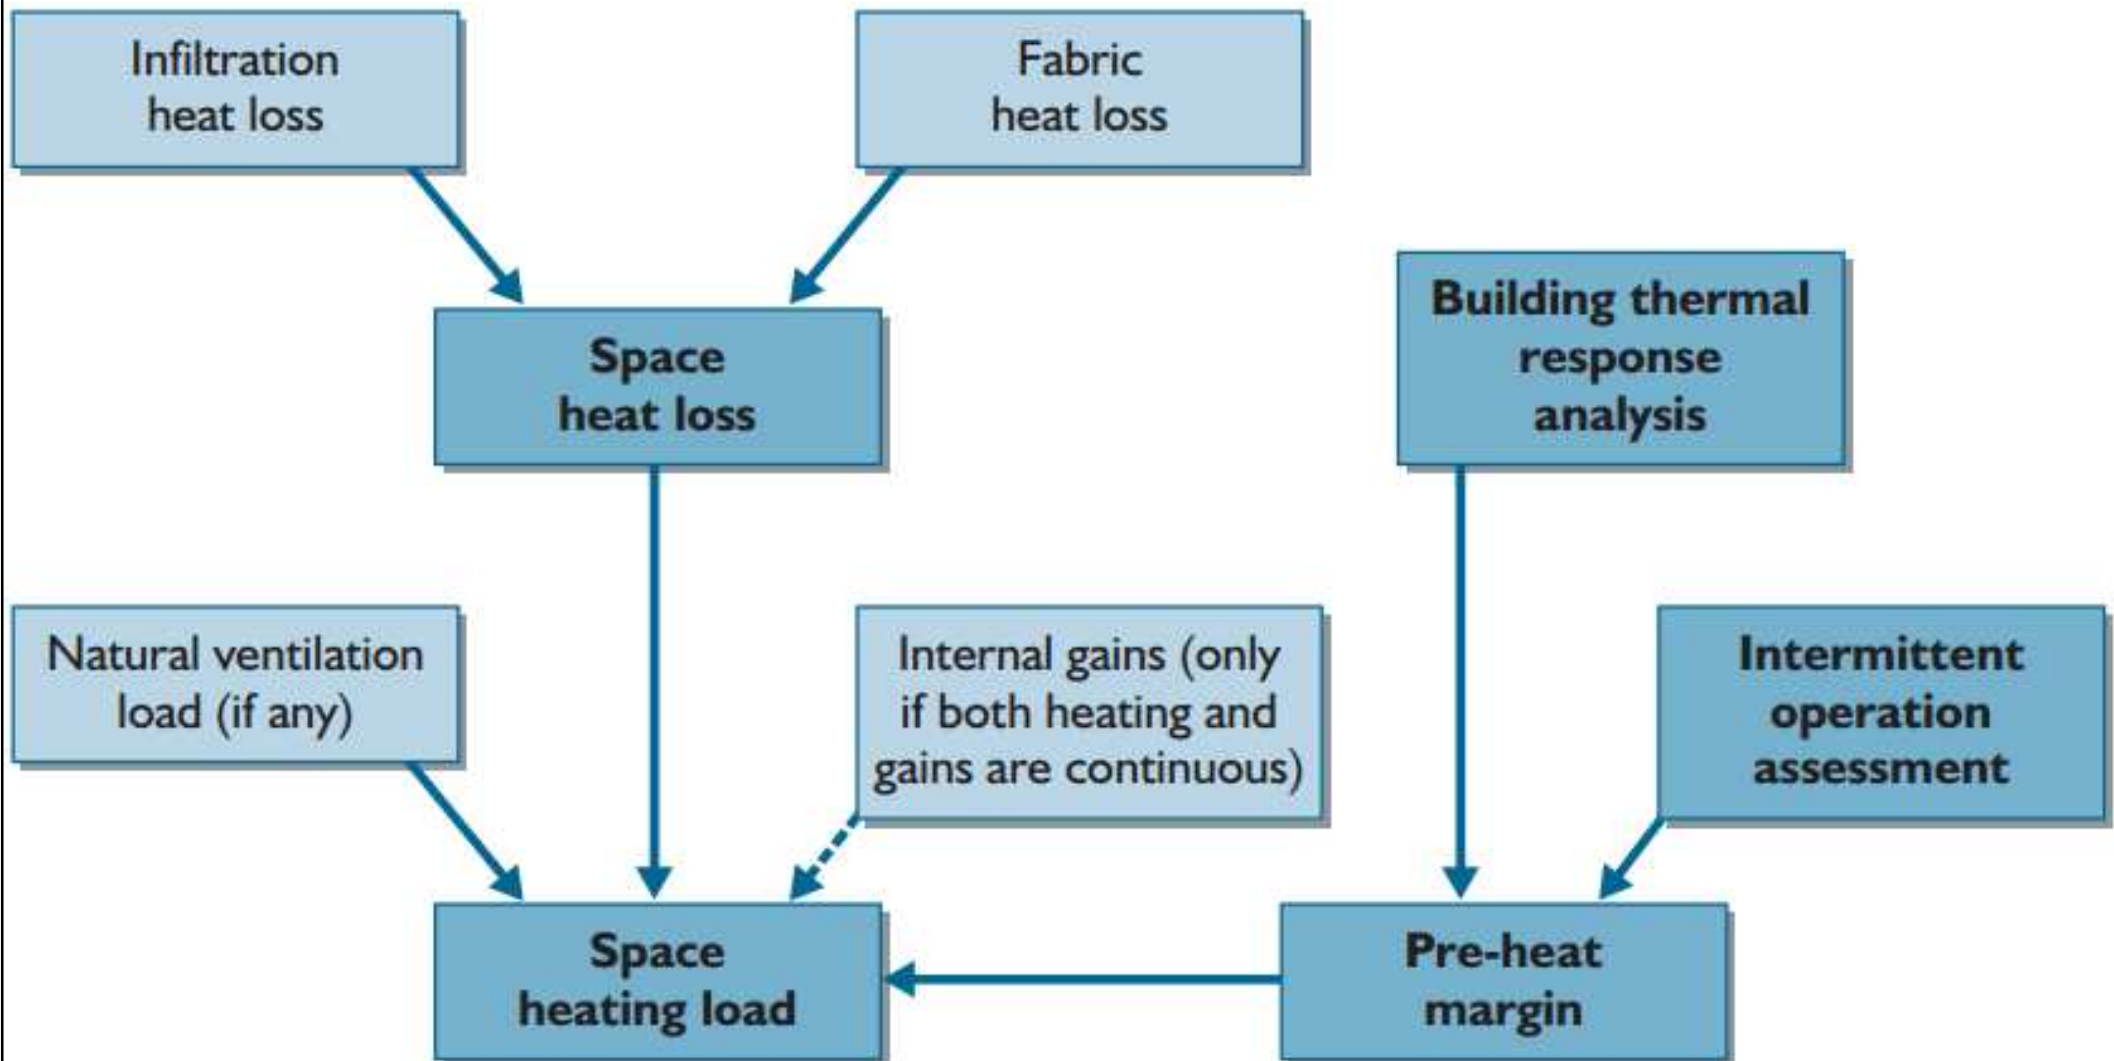 Infiltration
heat loss
Fabric
heat loss
Space
heat loss
Building thermal
response
analysis
Natural ventilation
load (if any)
Internal gains (only
if both heating and
gains are continuous)
Intermittent
operation
assessment
Space
heating load
Pre-heat
margin